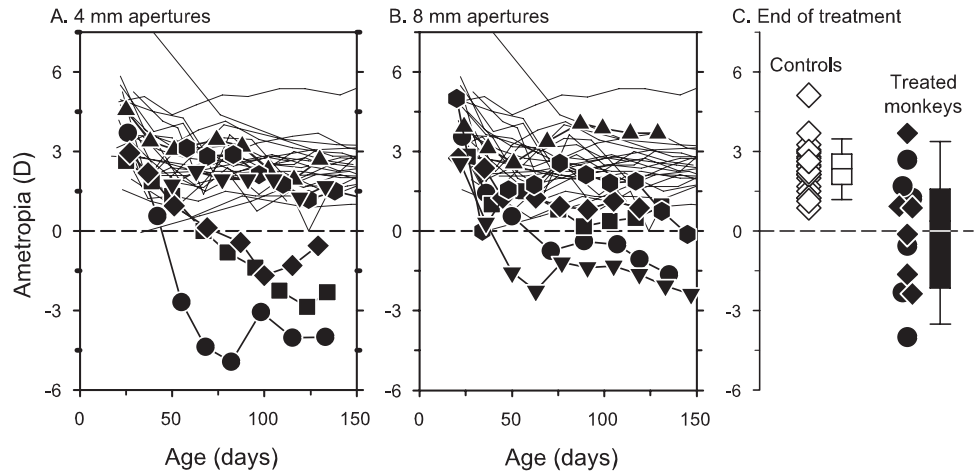 A. 4 mm apertures
B. 8 mm apertures
C. End of treatment
Ametropia (D)
6
3
0
-3
-6
0
50
100
150
Age (days)
6
3
0
-3
-6
0
50
100
150
Age (days)
6
3
0
-3
-6
Controls
Treated
monkeys